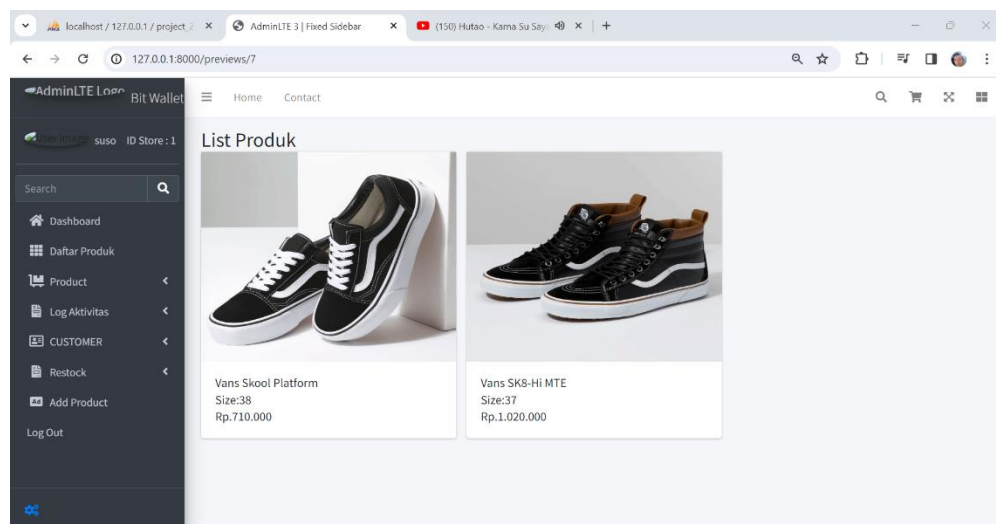 localhost / 127.0.0.1 / project_2
AdminLTE 3 | Fixed Sidebar
(150) Hutao - Karna Su Say
127.0.0.1:8000/previews/7
AdminLTE Logo
Bit Wallet
Home Contact
suso ID Store : 1
Search
Dashboard
Daftar Produk
Product
Log Aktivitas
CUSTOMER
Restock
Ad Add Product
Log Out
List Produk
Vans Skool Platform
Size:38
Rp.710.000
Vans SK8-Hi MTE
Size:37
Rp.1.020.000